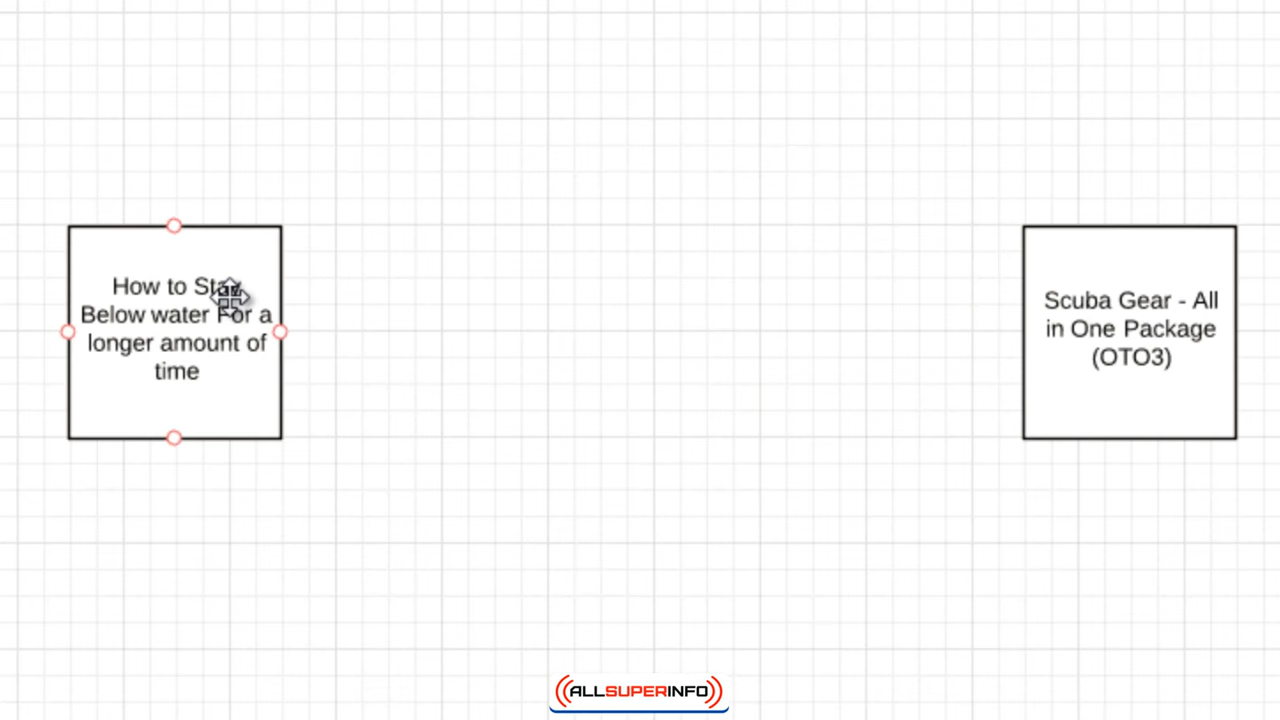 How to Stay
Below water For a
longer amount of
time
Scuba Gear - All
in One Package
(OTO3)
ALLSUPERINFO